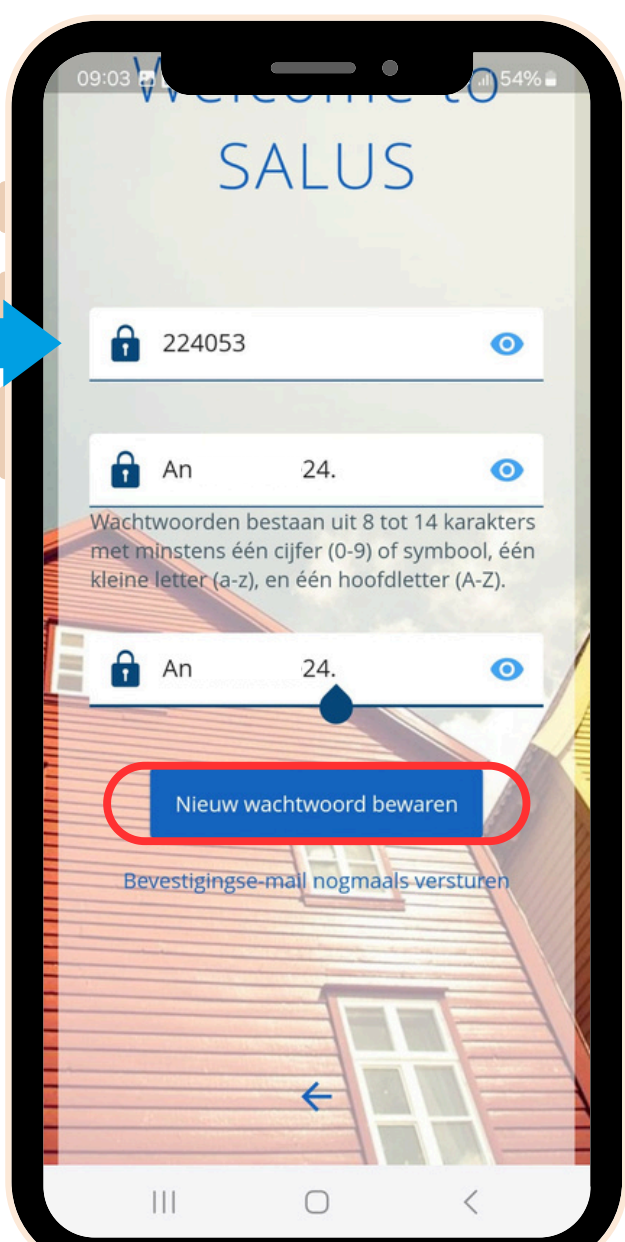 09:03 54%
Welcome to
SALUS
224053
An 24.
Wachtwoorden bestaan uit 8 tot 14 karakters
met minstens één cijfer (0-9) of symbool, één
kleine letter (a-z), en één hoofdletter (A-Z).
An 24.
Nieuw wachtwoord bewaren
Bevestigingse-mail nogmaals versturen